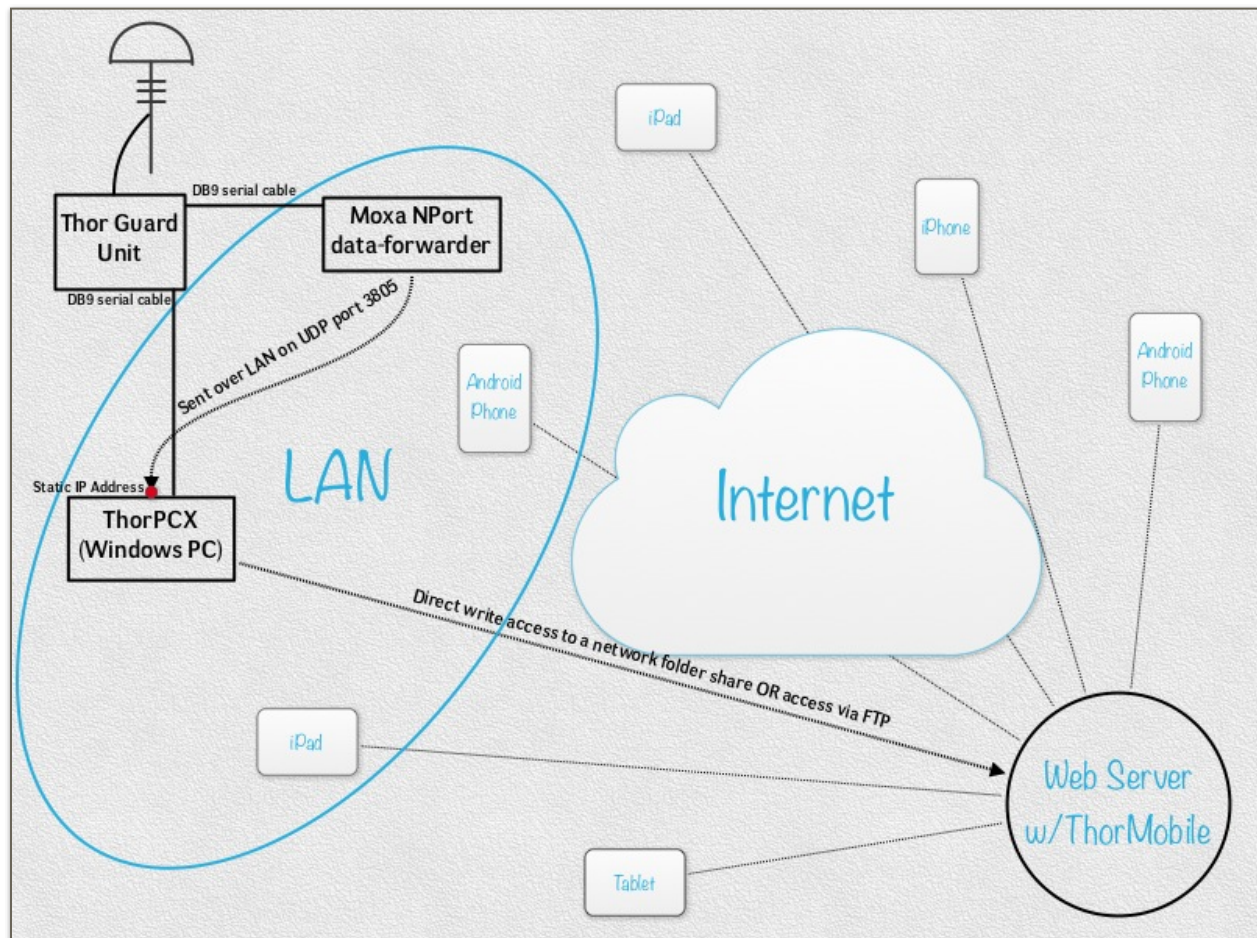 iPad
DB9 serial cable
Thor Guard
Unit
Moxa NPort
data-forwarder
iPhone
DB9 serial cable
Sent over LAN on UDP port 3805
Android
Phone
Android
Phone
LAN
Internet
Static IP Address
ThorPCX
(Windows PC)
Direct write access to a network folder share OR access via FTP
iPad
Web Server
w/ThorMobile
Tablet